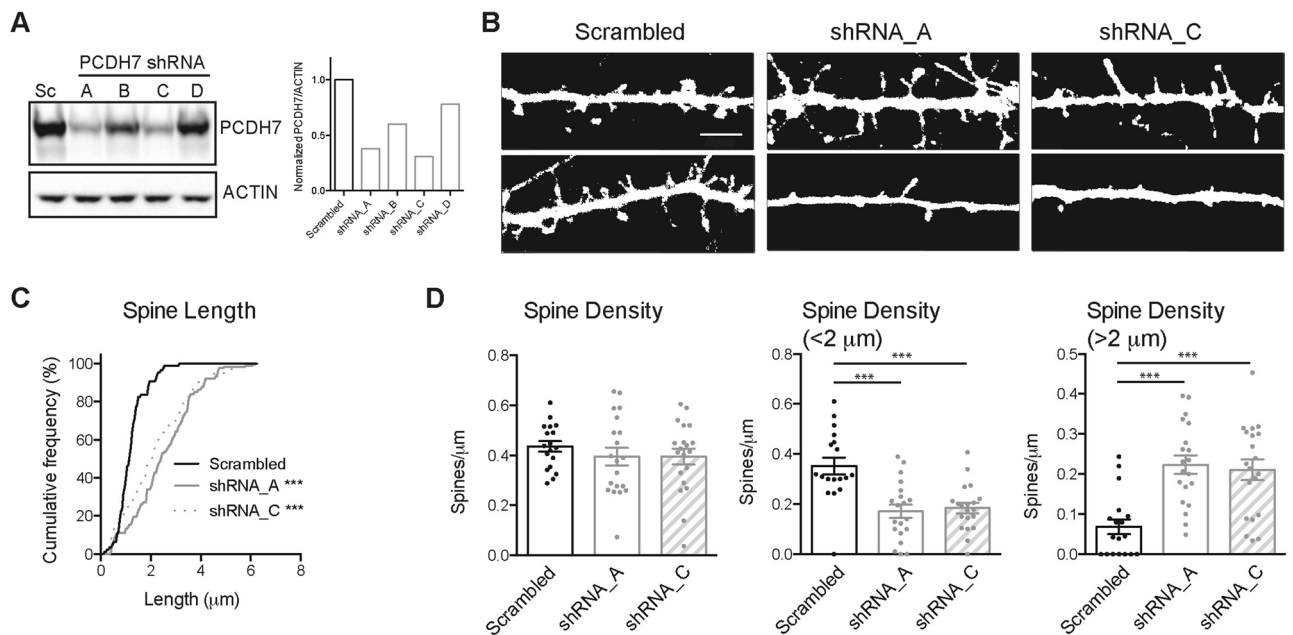 A
PCDH7 shRNA
Sc A B C D
PCDH7
ACTIN
Normalized PCDH7/ACTIN
1.0
0.5
0.0
Scrambled
shRNA_A
shRNA_B
shRNA_C
shRNA_D
B
Scrambled
shRNA_A
shRNA_C
C
Spine Length
Cumulative frequency (%)
100
80
60
40
20
0
0 2 4 6 8
Length (μm)
Scrambled
shRNA_A ***
shRNA_C ***
D
Spine Density
Spines/μm
0.8
0.6
0.4
0.2
0.0
Scrambled
shRNA_A
shRNA_C
Spine Density
(<2 μm)
Spines/μm
0.8
0.6
0.4
0.2
0.0
***
***
Scrambled
shRNA_A
shRNA_C
Spine Density
(>2 μm)
Spines/μm
0.5
0.4
0.3
0.2
0.1
0.0
***
***
Scrambled
shRNA_A
shRNA_C